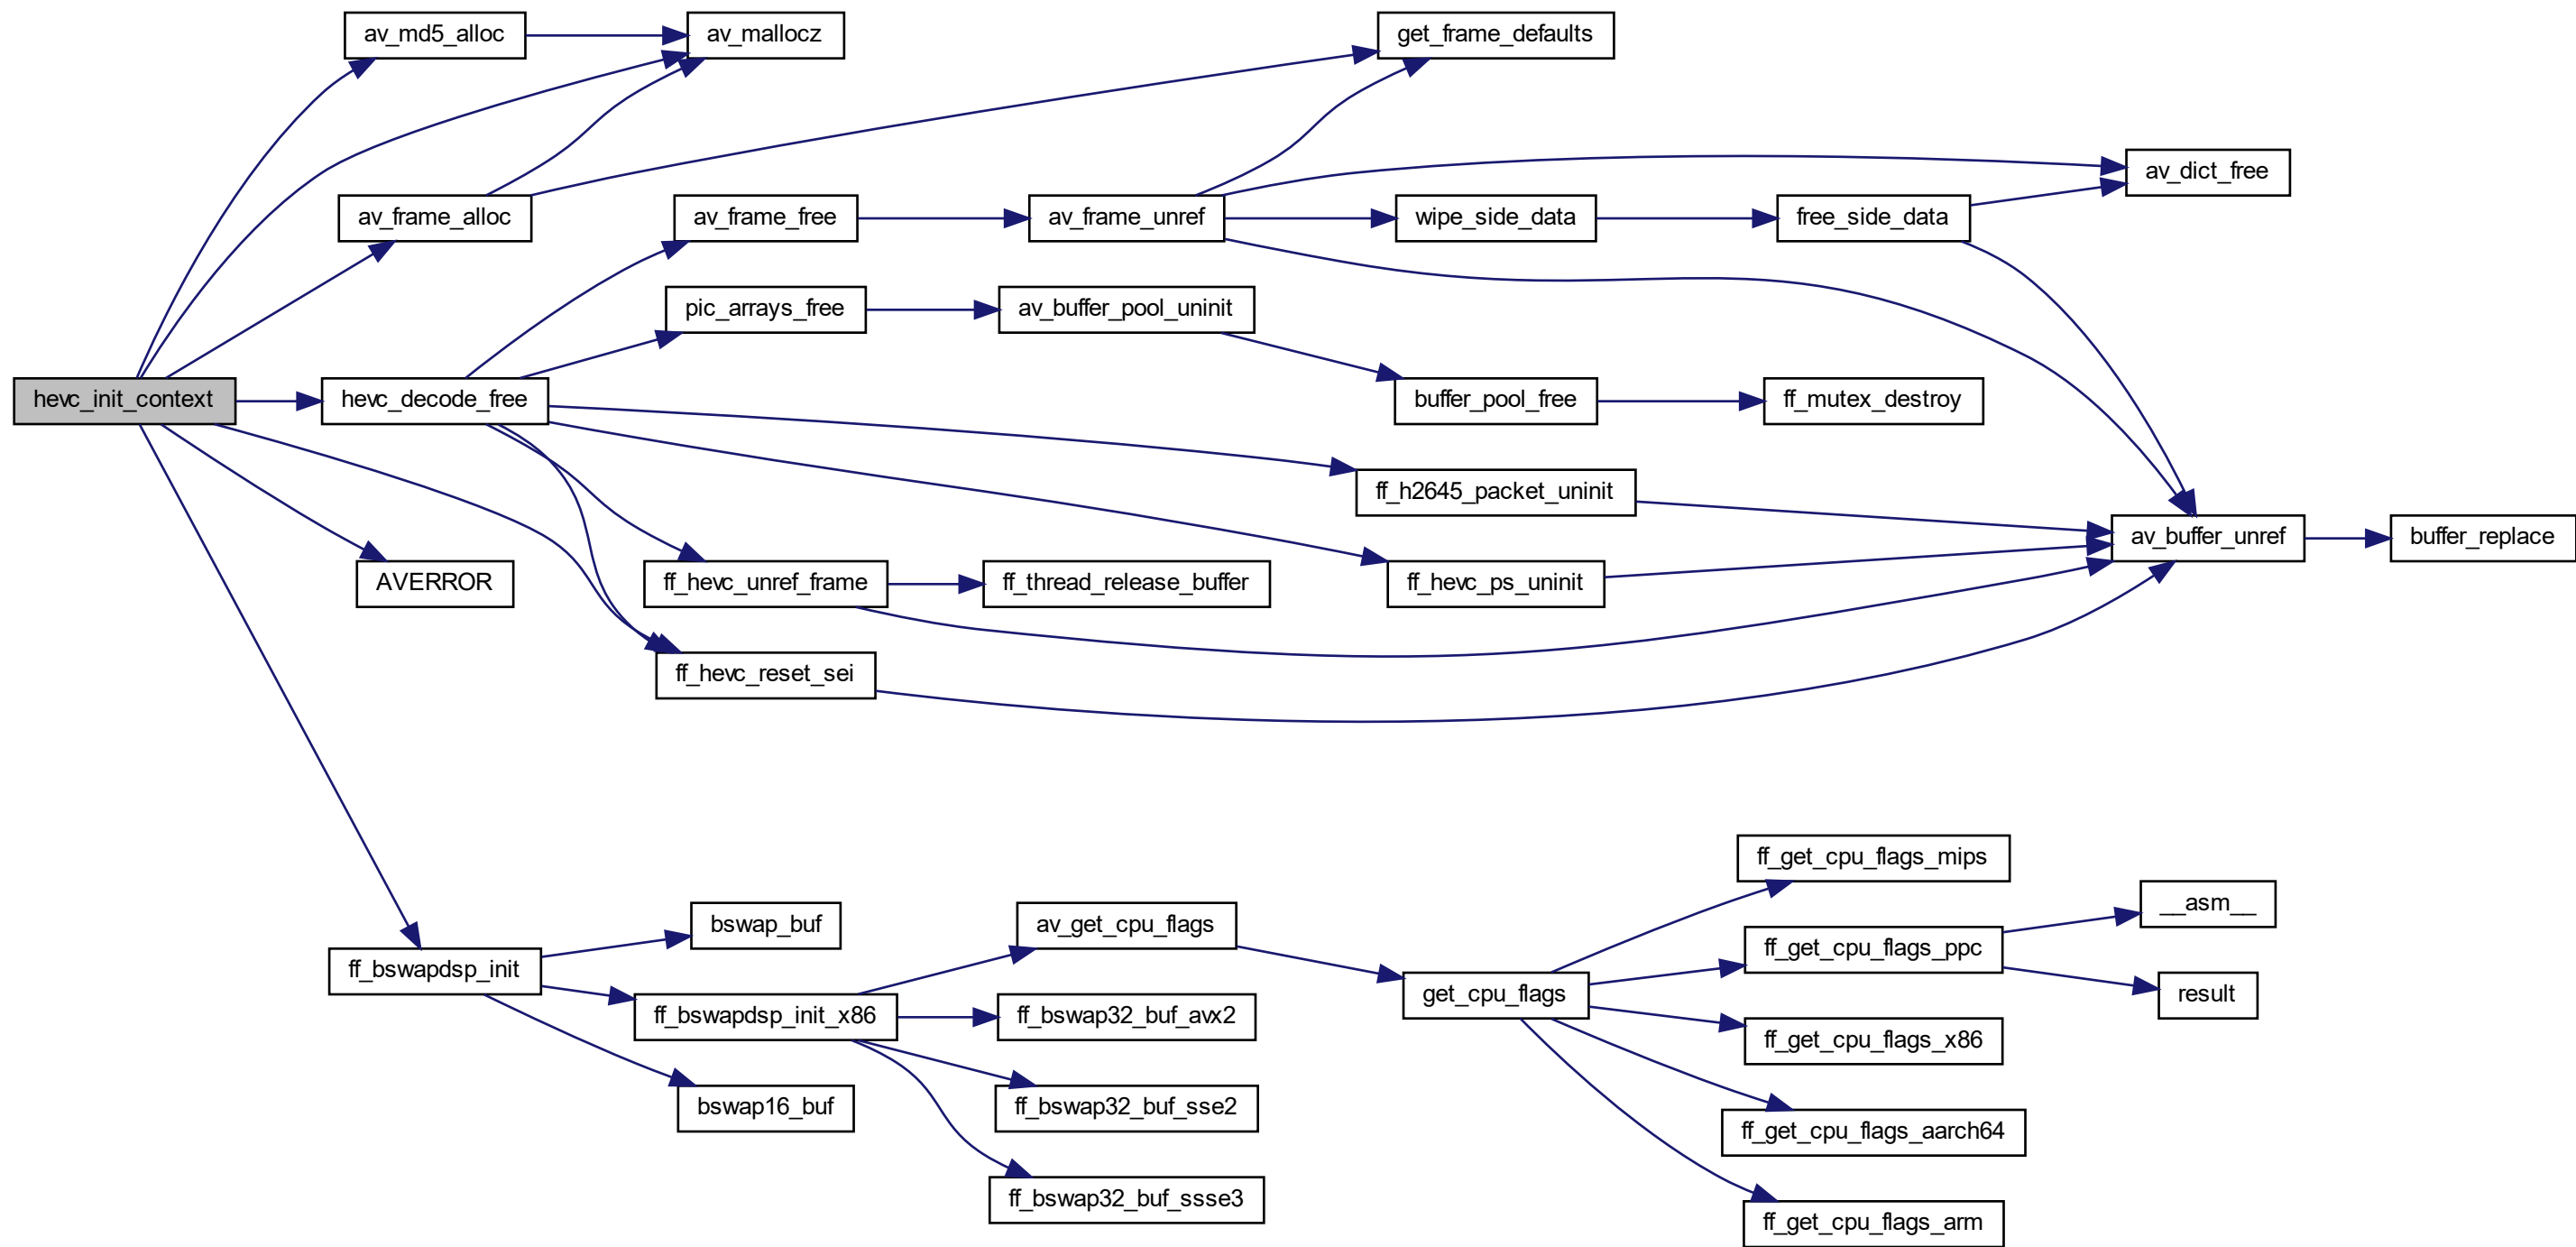 av_md5_alloc
av_mallocz
get_frame_defaults
av_dict_free
av_frame_alloc
av_frame_free
av_frame_unref
wipe_side_data
free_side_data
pic_arrays_free
av_buffer_pool_uninit
hevc_init_context
hevc_decode_free
buffer_pool_free
ff_mutex_destroy
ff_h2645_packet_uninit
av_buffer_unref
buffer_replace
AVERROR
ff_hevc_unref_frame
ff_thread_release_buffer
ff_hevc_ps_uninit
ff_hevc_reset_sei
ff_get_cpu_flags_mips
bswap_buf
av_get_cpu_flags
__asm__
ff_get_cpu_flags_ppc
ff_bswapdsp_init
get_cpu_flags
result
ff_bswapdsp_init_x86
ff_bswap32_buf_avx2
ff_get_cpu_flags_x86
bswap16_buf
ff_bswap32_buf_sse2
ff_get_cpu_flags_aarch64
ff_bswap32_buf_ssse3
ff_get_cpu_flags_arm